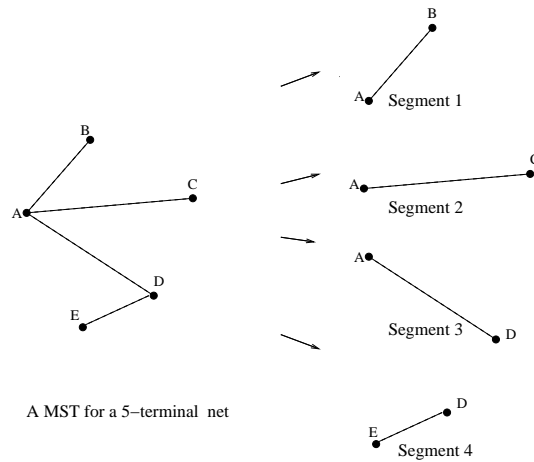 B
A
C
D
E
A MST for a 5−terminal net
B
A
Segment 1
A
C
Segment 2
A
Segment 3
D
D
E
Segment 4